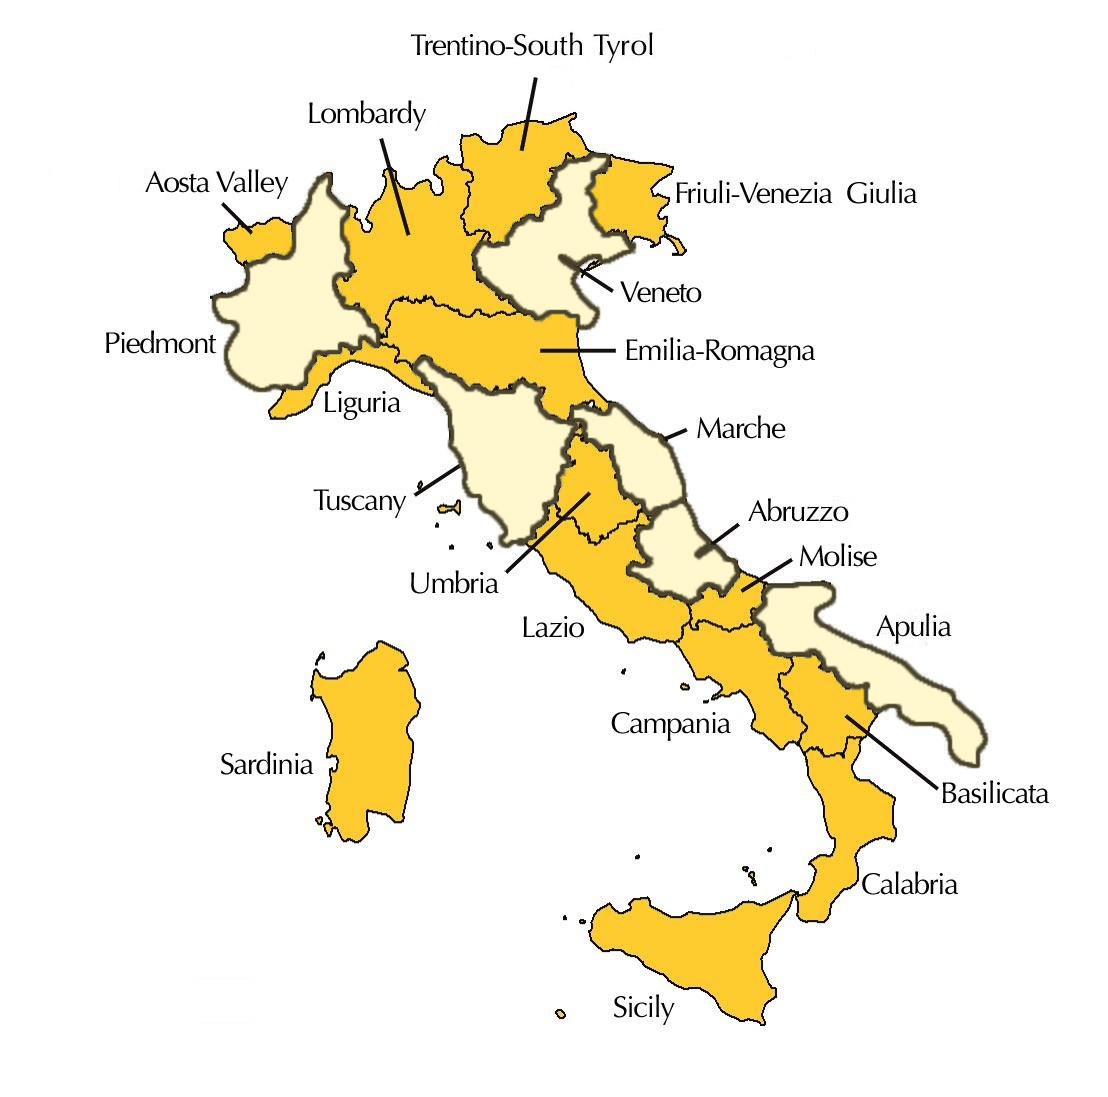 Trentino-South Tyrol
Lombardy
Aosta Valley
Friuli-Venezia Giulia
Veneto
Piedmont
Emilia-Romagna
Liguria
Marche
Tuscany
Abruzzo
Molise
Umbria
Lazio
Apulia
Campania
Sardinia
Basilicata
Calabria
Sicily